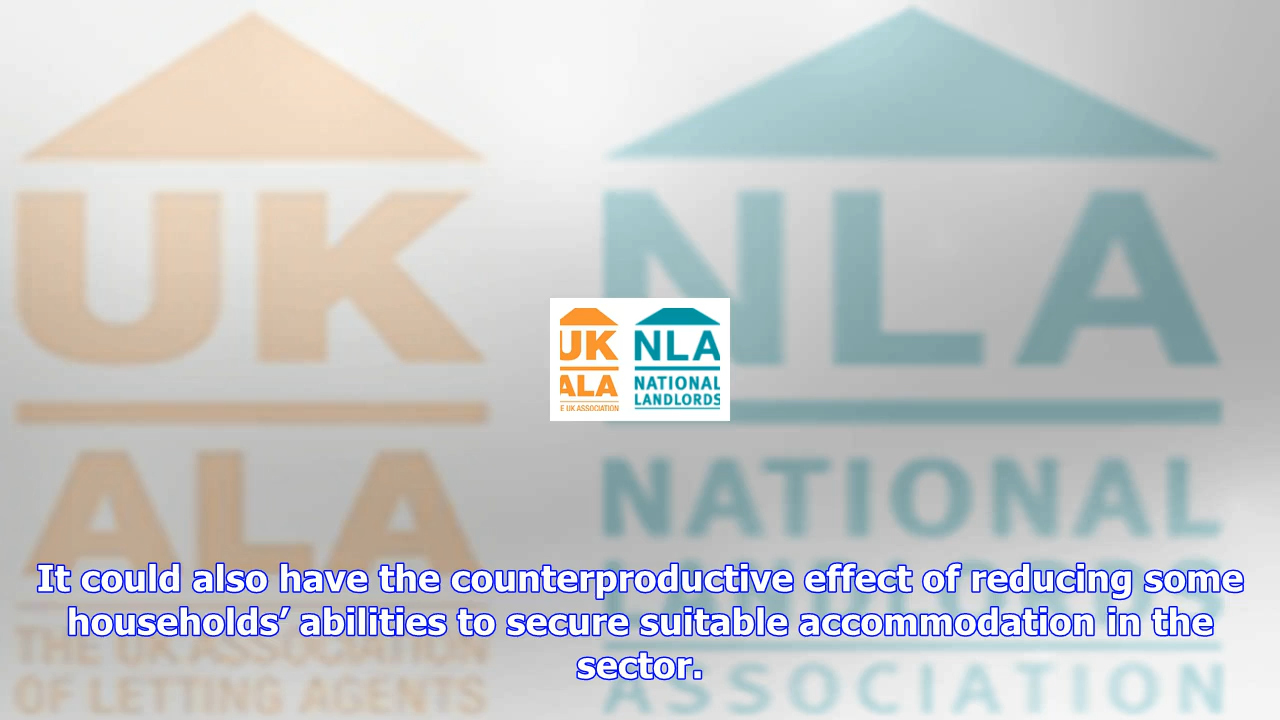 UK
NLA
ALA
NATIONAL
LANDLORDS
THE UK ASSOCIATION
OF LETTING AGENTS
ASSOCIATION
UK
ALA
E UK ASSOCIATION
NLA
NATIONAL
LANDLORDS
It could also have the counterproductive effect of reducing some
households’ abilities to secure suitable accommodation in the
sector.